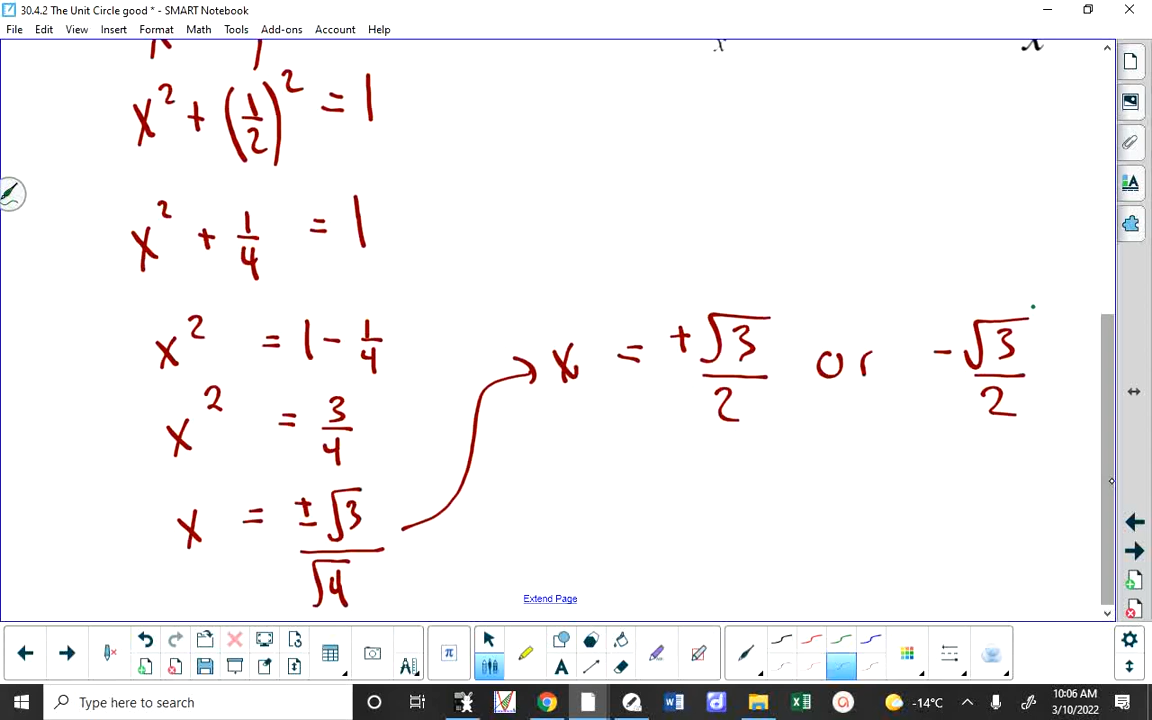 30.4.2 The Unit Circle good * - SMART Notebook
File Edit View Insert Format Math Tools Add-ons Account Help
x² + (1/2)² = 1
x² + 1/4 = 1
x² = 1 - 1/4
x² = 3/4
x = ±√3/√4
x = +√3/2 or -√3/2
Extend Page
π
A
Type here to search
-14°C
10:06 AM
3/10/2022